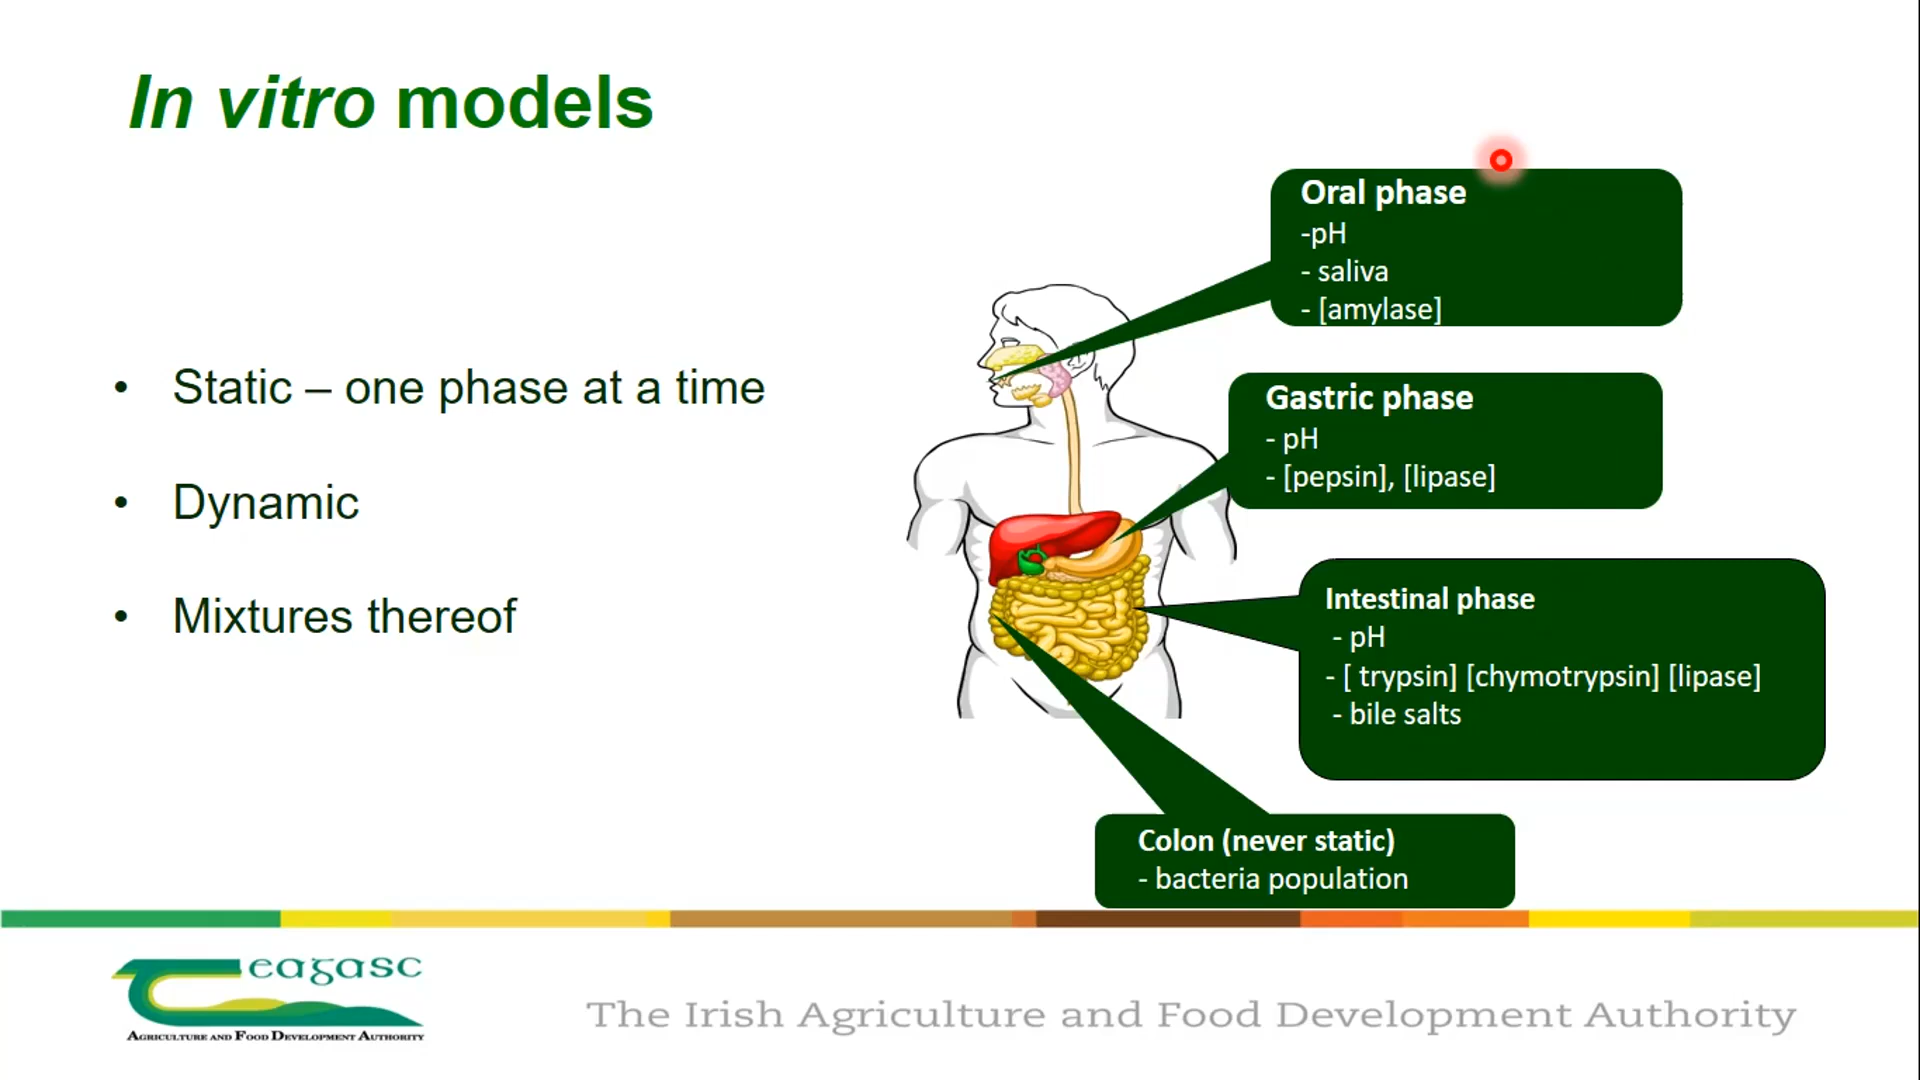 In vitro models
• Static – one phase at a time
• Dynamic
• Mixtures thereof
Oral phase
-pH
- saliva
- [amylase]
Gastric phase
- pH
- [pepsin], [lipase]
Intestinal phase
- pH
- [ trypsin] [chymotrypsin] [lipase]
- bile salts
Colon (never static)
- bacteria population
Teagasc
AGRICULTURE AND FOOD DEVELOPMENT AUTHORITY
The Irish Agriculture and Food Development Authority